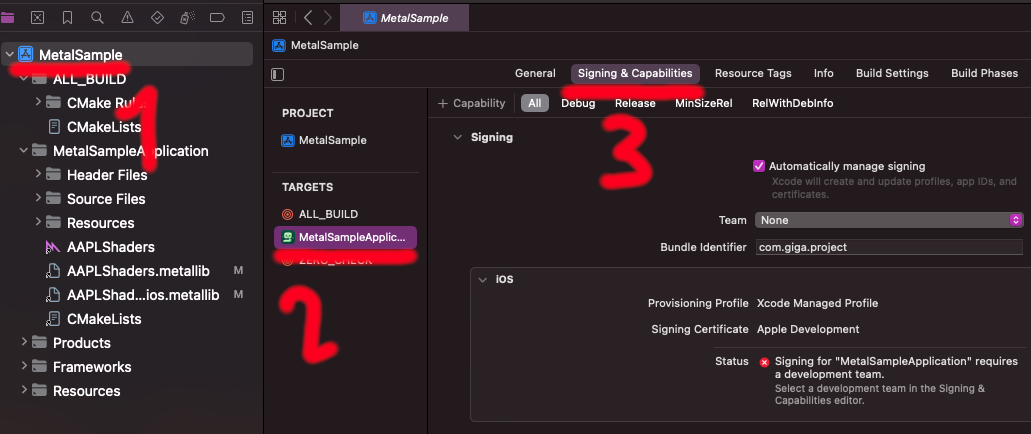 MetalSample
ALL_BUILD
CMake Rul
CMakeLists
MetalSampleApplication
Header Files
Source Files
Resources
AAPLShaders
AAPLShaders.metallib M
AAPLShad...ios.metallib M
CMakeLists
Products
Frameworks
Resources
1
MetalSample
MetalSample
General Signing & Capabilities Resource Tags Info Build Settings Build Phases
PROJECT
MetalSample
TARGETS
ALL_BUILD
MetalSampleApplic...
ZERO_CHECK
2
+ Capability All Debug Release MinSizeRel RelWithDebInfo
3
Signing
Automatically manage signing
Xcode will create and update profiles, app IDs, and
certificates.
Team None
Bundle Identifier com.giga.project
iOS
Provisioning Profile Xcode Managed Profile
Signing Certificate Apple Development
Status Signing for "MetalSampleApplication" requires
a development team.
Select a development team in the Signing &
Capabilities editor.